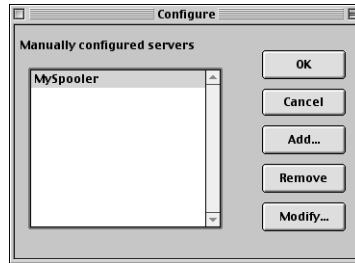 Configure
Manually configured servers
MySpooler
OK
Cancel
Add...
Remove
Modify...